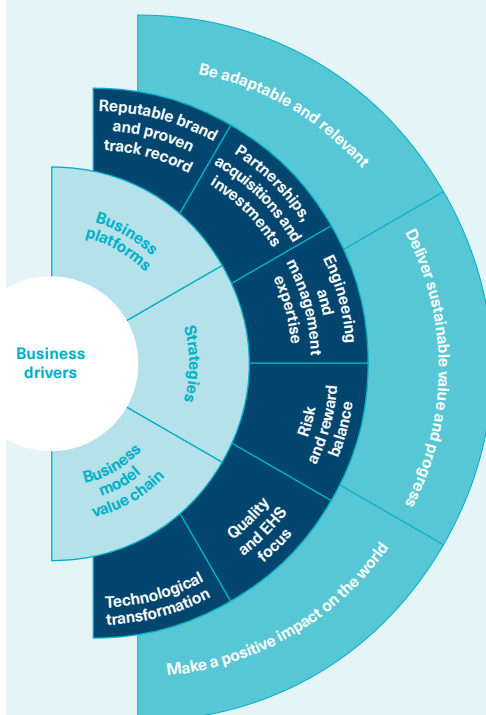 Be adaptable and relevant
Reputable brand
and proven
track record
Partnerships,
acquisitions and
investments
Business
platforms
Engineering
and
management
expertise
Deliver sustainable value and progress
Business
drivers
Strategies
Risk
and reward
balance
Business
model
value chain
Quality
and EHS
focus
Technological
transformation
Make a positive impact on the world